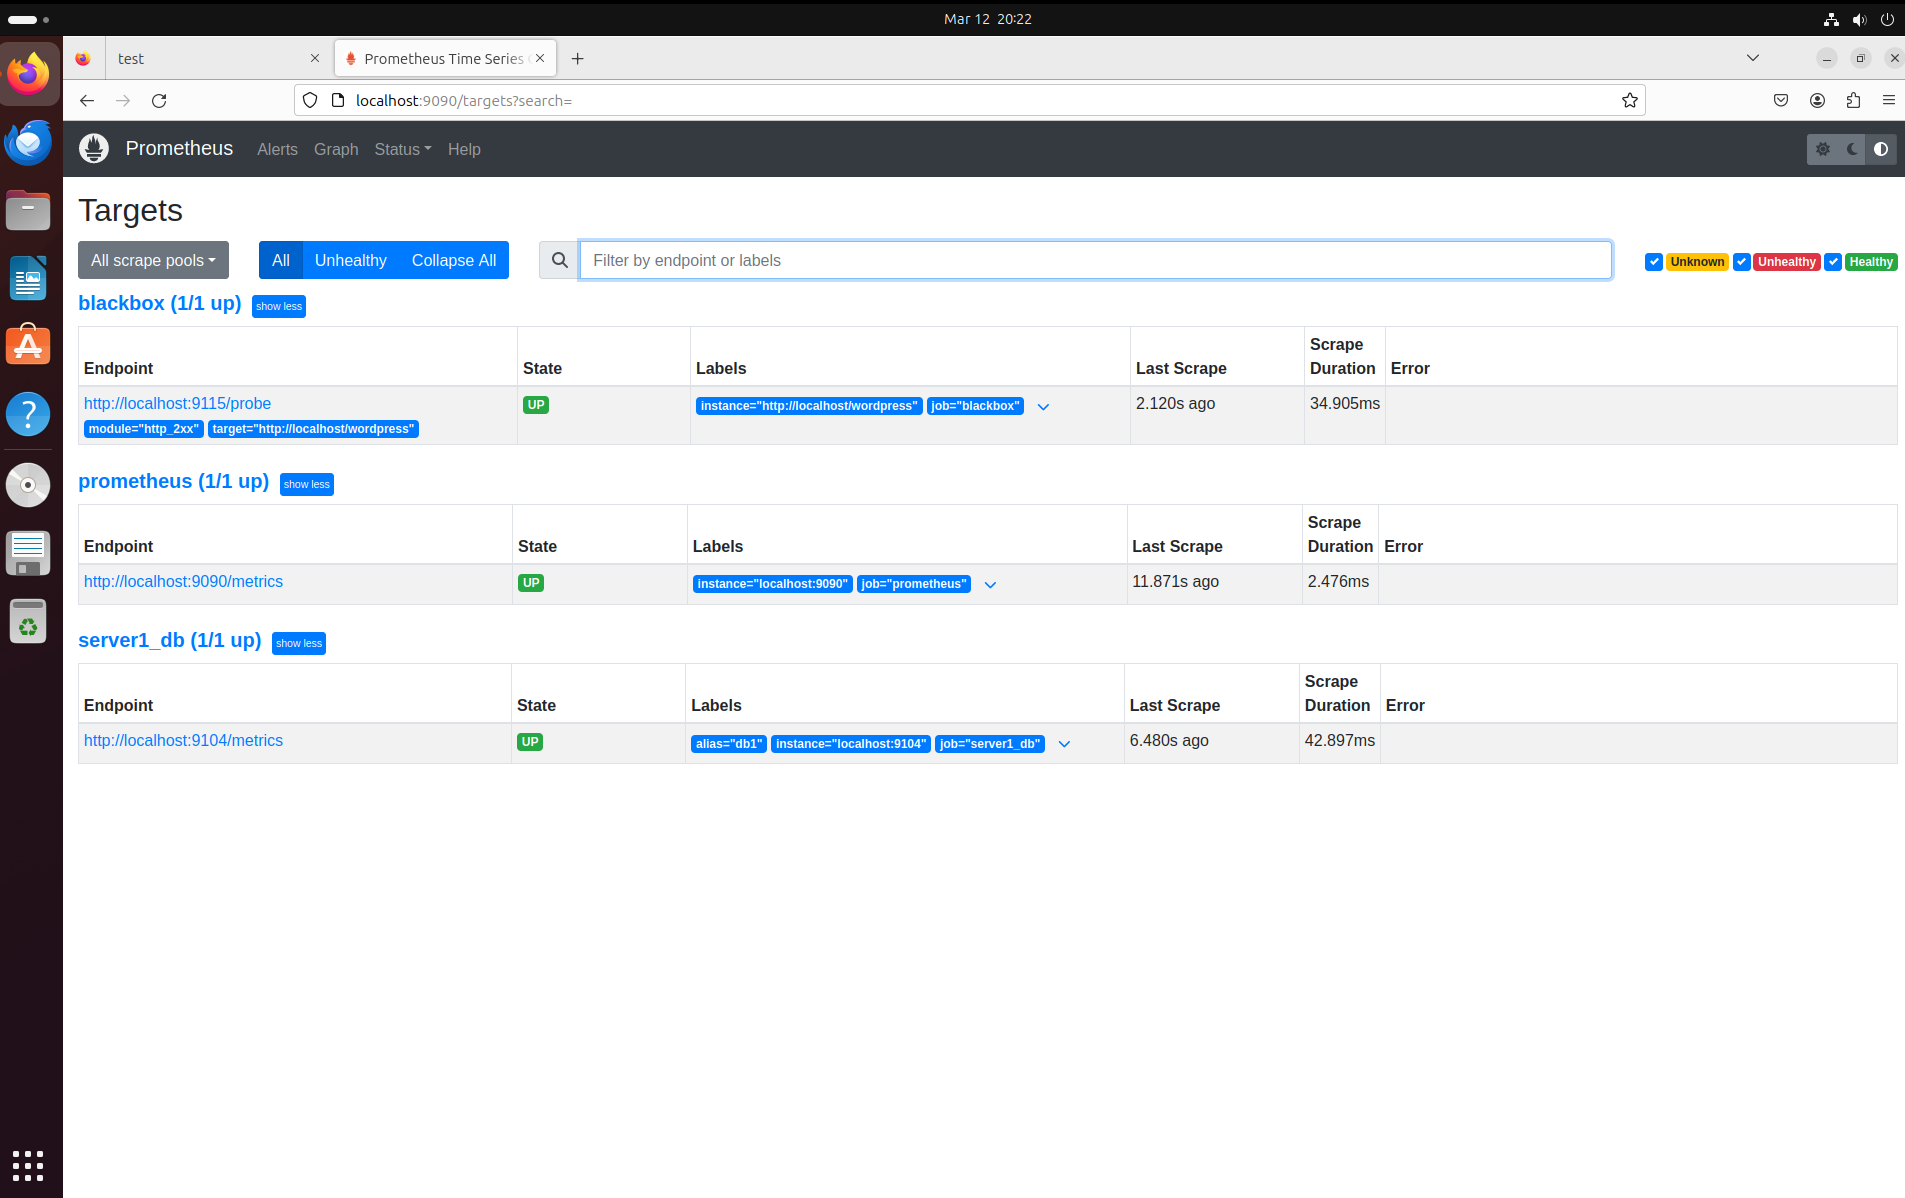 Mar 12 20:22
test
Prometheus Time Series
localhost:9090/targets?search=
Prometheus Alerts Graph Status Help
Targets
All scrape pools All Unhealthy Collapse All Filter by endpoint or labels Unknown Unhealthy Healthy
blackbox (1/1 up) show less
Endpoint State Labels Last Scrape Scrape Duration Error
http://localhost:9115/probe UP instance="http://localhost/wordpress" job="blackbox" 2.120s ago 34.905ms
module="http_2xx" target="http://localhost/wordpress"
prometheus (1/1 up) show less
Endpoint State Labels Last Scrape Scrape Duration Error
http://localhost:9090/metrics UP instance="localhost:9090" job="prometheus" 11.871s ago 2.476ms
server1_db (1/1 up) show less
Endpoint State Labels Last Scrape Scrape Duration Error
http://localhost:9104/metrics UP alias="db1" instance="localhost:9104" job="server1_db" 6.480s ago 42.897ms